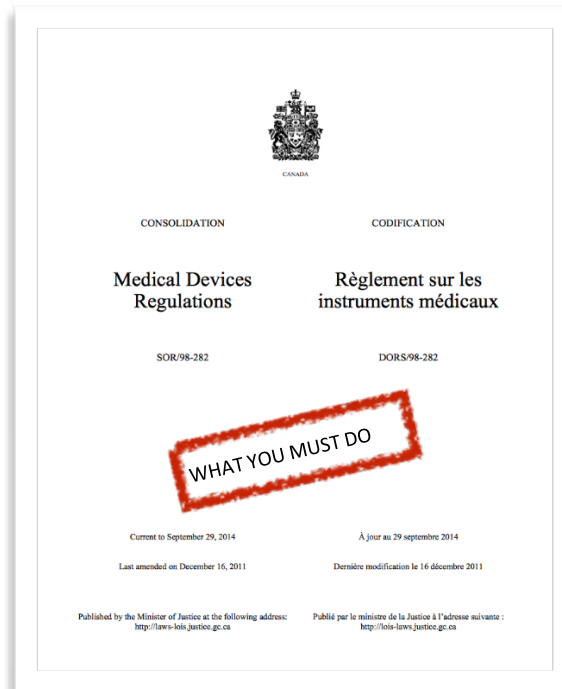 CANADA
CONSOLIDATION
CODIFICATION
Medical Devices
Regulations
Règlement sur les
instruments médicaux
SOR/98-282
DORS/98-282
WHAT YOU MUST DO
Current to September 29, 2014
À jour au 29 septembre 2014
Last amended on December 16, 2011
Dernière modification le 16 décembre 2011
Published by the Minister of Justice at the following address:
http://laws-lois.justice.gc.ca
Publié par le ministre de la Justice à l’adresse suivante :
http://lois-laws.justice.gc.ca